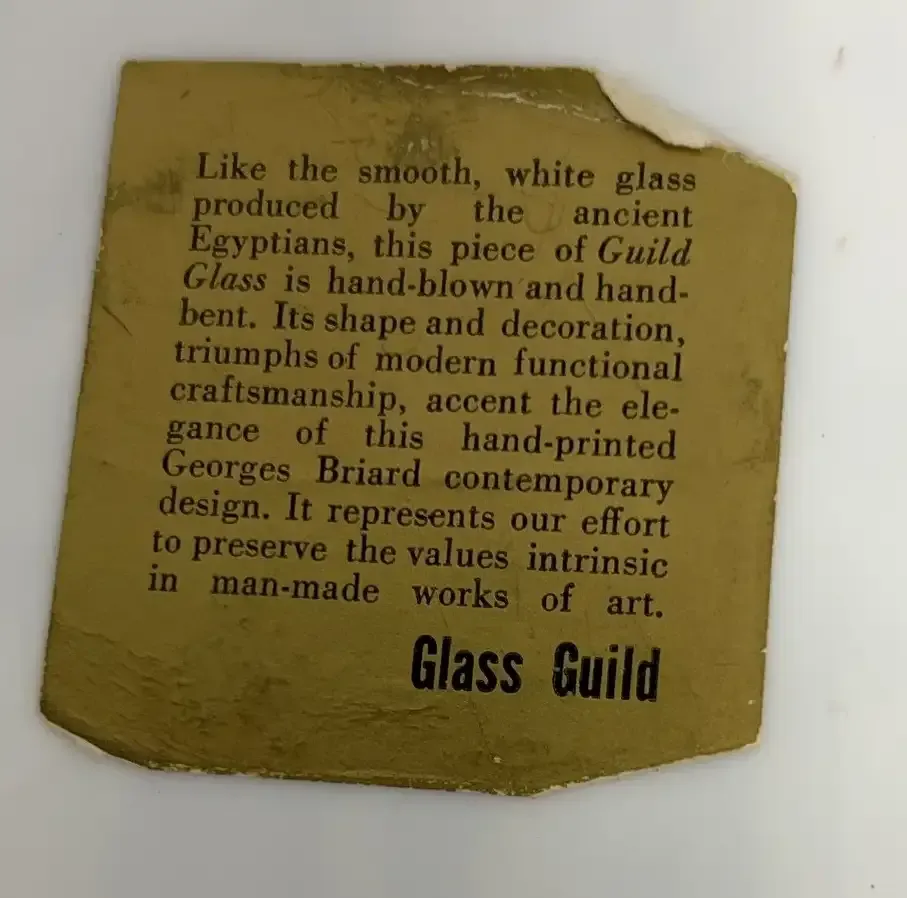 Like the smooth, white glass
produced by the ancient
Egyptians, this piece of Guild
Glass is hand-blown and hand-
bent. Its shape and decoration,
triumphs of modern functional
craftsmanship, accent the ele-
gance of this hand-printed
Georges Briard contemporary
design. It represents our effort
to preserve the values intrinsic
in man-made works of art.
Glass Guild